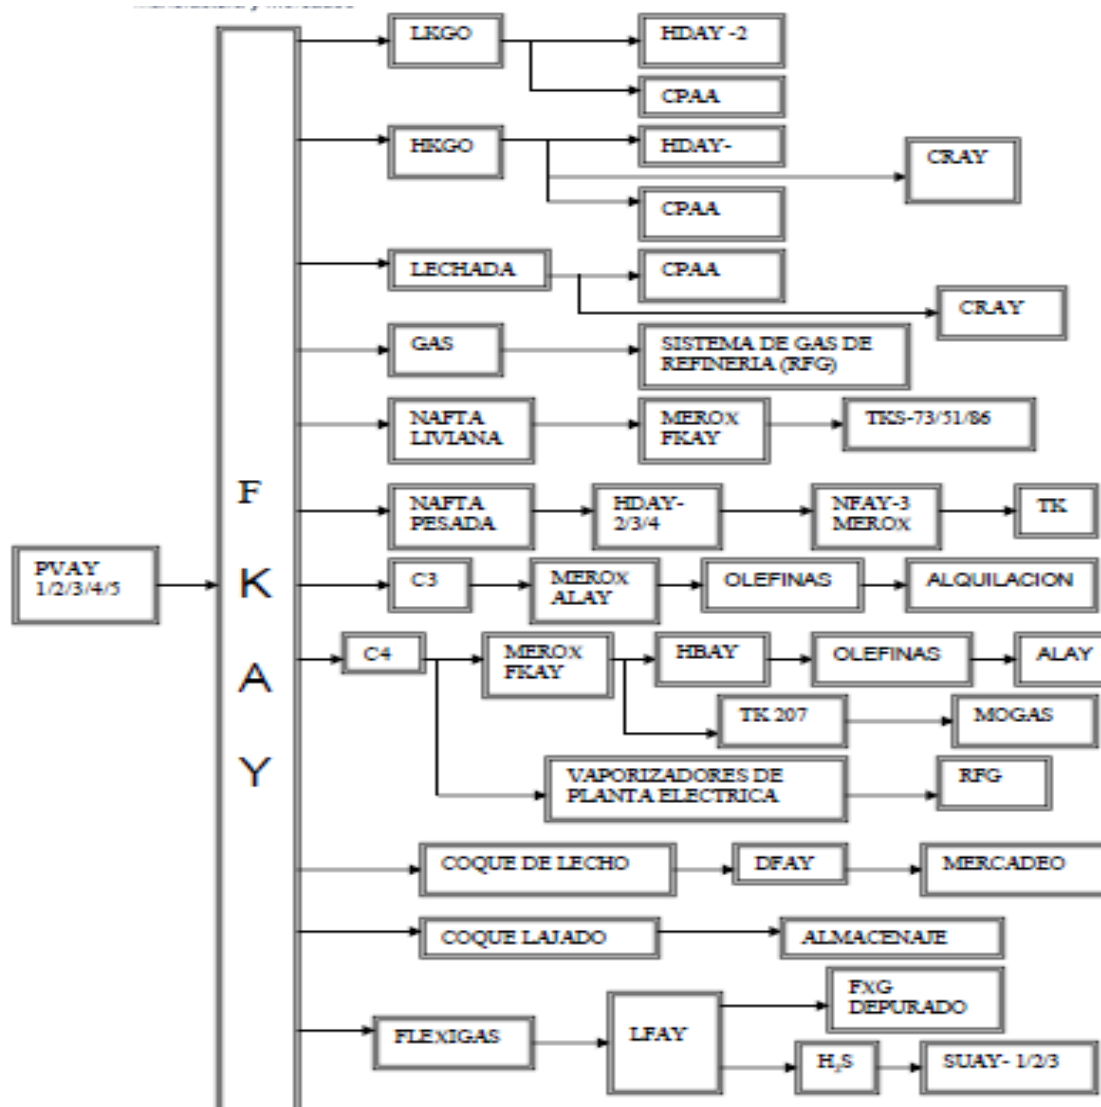 LKGO
HDAY -2
CPAA
HKGO
HDAY-
CRAY
CPAA
LECHADA
CPAA
CRAY
GAS
SISTEMA DE GAS DE
REFINERIA (RFG)
NAFTA
LIVIANA
MEROX
FKAY
TKS-73/51/86
NAFTA
PESADA
HDAY-
2/3/4
NFAY-3
MEROX
TK
PVAY
1/2/3/4/5
F
K
A
Y
C3
MEROX
ALAY
OLEFINAS
ALQUILACION
C4
MEROX
FKAY
HBAY
OLEFINAS
ALAY
TK 207
MOGAS
VAPORIZADORES DE
PLANTA ELECTRICA
RFG
COQUE DE LECHO
DFAY
MERCADEO
COQUE LAJADO
ALMACENAJE
FLEXIGAS
LFAY
FXG
DEPURADO
H₂S
SUAY- 1/2/3